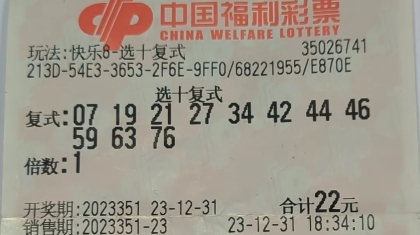 中国福利彩票
CHINA WELFARE LOTTERY
玩法:快乐8-选十复式 35026741
213D-54E3-3653-2F6E-9FF0/68221955/E870E
选十复式
复式:07 19 21 27 34 42 44 46
59 63 76
倍数:1
开奖期:2023351 23-12-31 合计22元
销售期:2023351-23 23-12-31 18:34:10